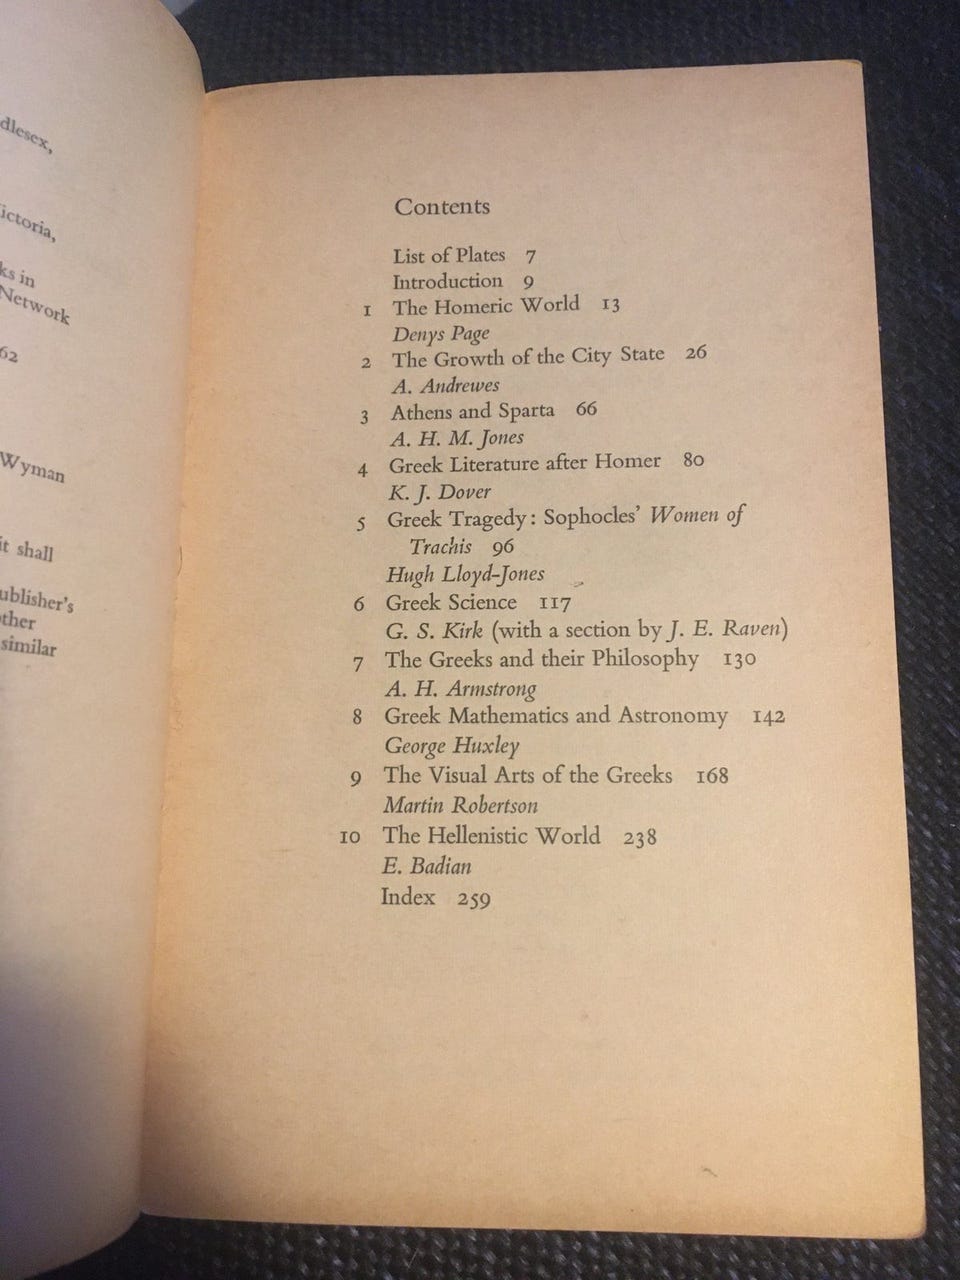 dlesex,
ictoria,
ks in
Network
62
Wyman
it shall
ublisher's
other
similar
Contents
List of Plates 7
Introduction 9
1 The Homeric World 13
Denys Page
2 The Growth of the City State 26
A. Andrewes
3 Athens and Sparta 66
A. H. M. Jones
4 Greek Literature after Homer 80
K. J. Dover
5 Greek Tragedy: Sophocles' Women of
Trachis 96
Hugh Lloyd-Jones
6 Greek Science 117
G. S. Kirk (with a section by J. E. Raven)
7 The Greeks and their Philosophy 130
A. H. Armstrong
8 Greek Mathematics and Astronomy 142
George Huxley
9 The Visual Arts of the Greeks 168
Martin Robertson
10 The Hellenistic World 238
E. Badian
Index 259